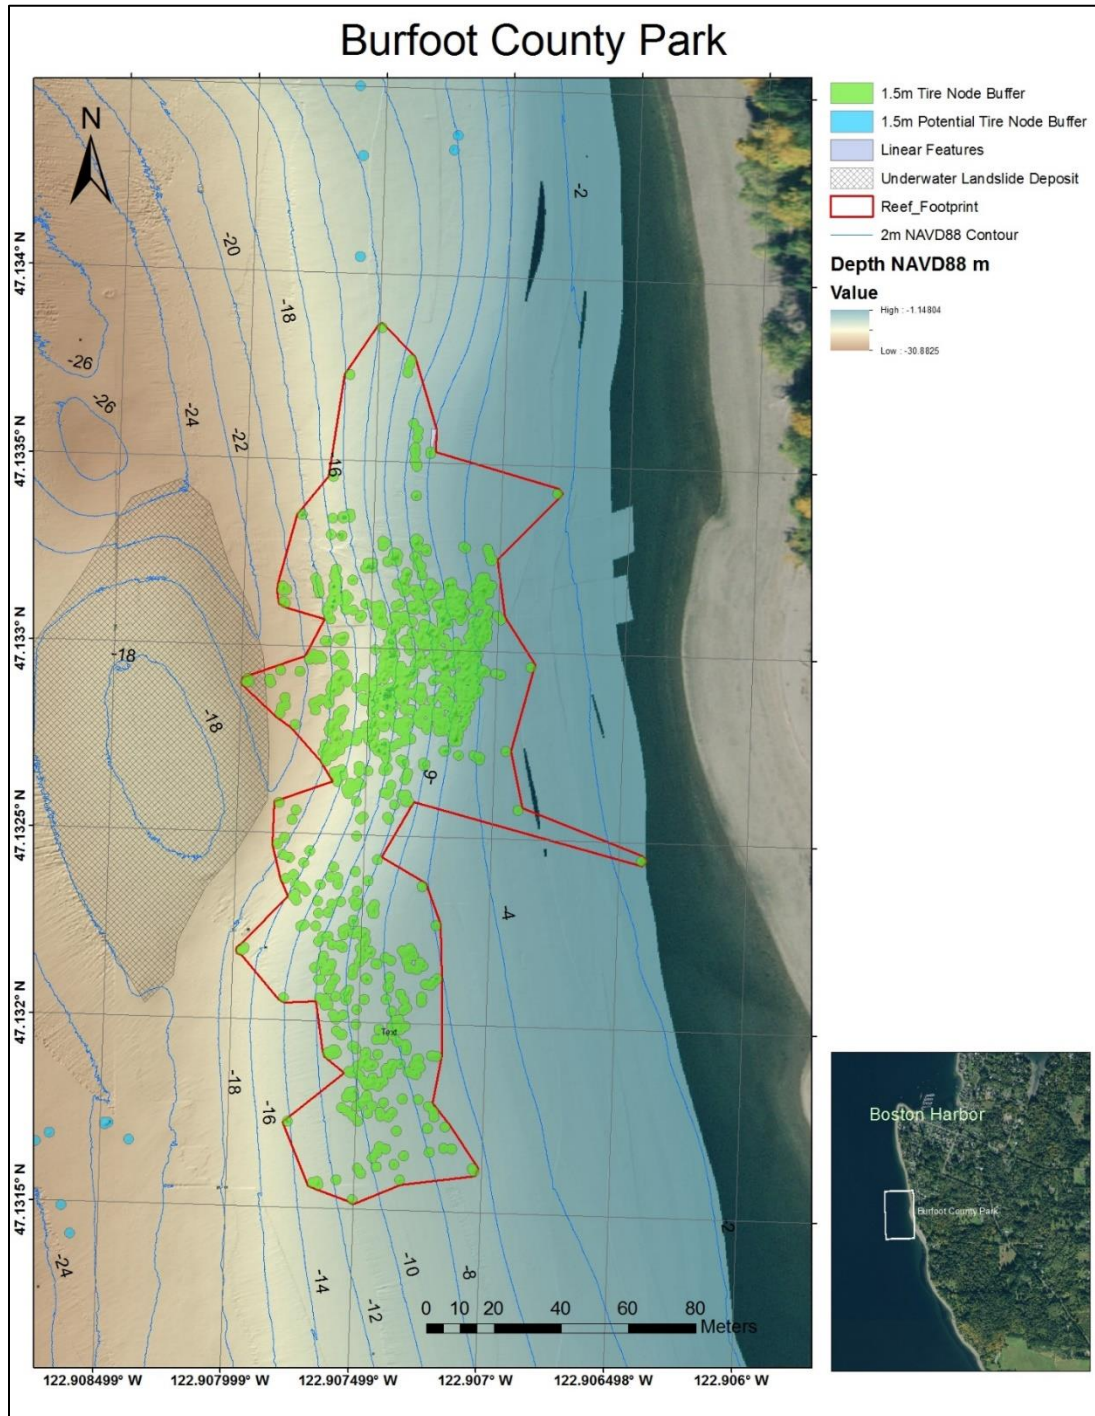 Burfoot County Park
N
1.5m Tire Node Buffer
1.5m Potential Tire Node Buffer
Linear Features
Underwater Landslide Deposit
Reef_Footprint
2m NAVD88 Contour
Depth NAVD88 m
Value
High : -1.14804
Low : -30.8825
47.134° N
47.1335° N
47.133° N
47.1325° N
47.132° N
47.1315° N
-2
-20
-18
-26
-26
-24
-22
16
-18
-18
-6
-4
Text
-18
-16
-2
-24
-14
-12
-10
-8
0 10 20 40 60 80
Meters
122.908499° W 122.907999° W 122.907499° W 122.907° W 122.906498° W 122.906° W
Boston Harbor
Burfoot County Park